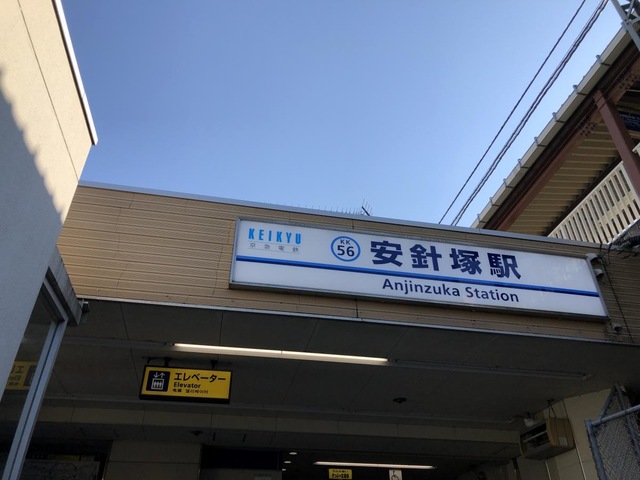 KEIKYU
京急電鉄
KK
56
安針塚駅
Anjinzuka Station
エレベーター
Elevator